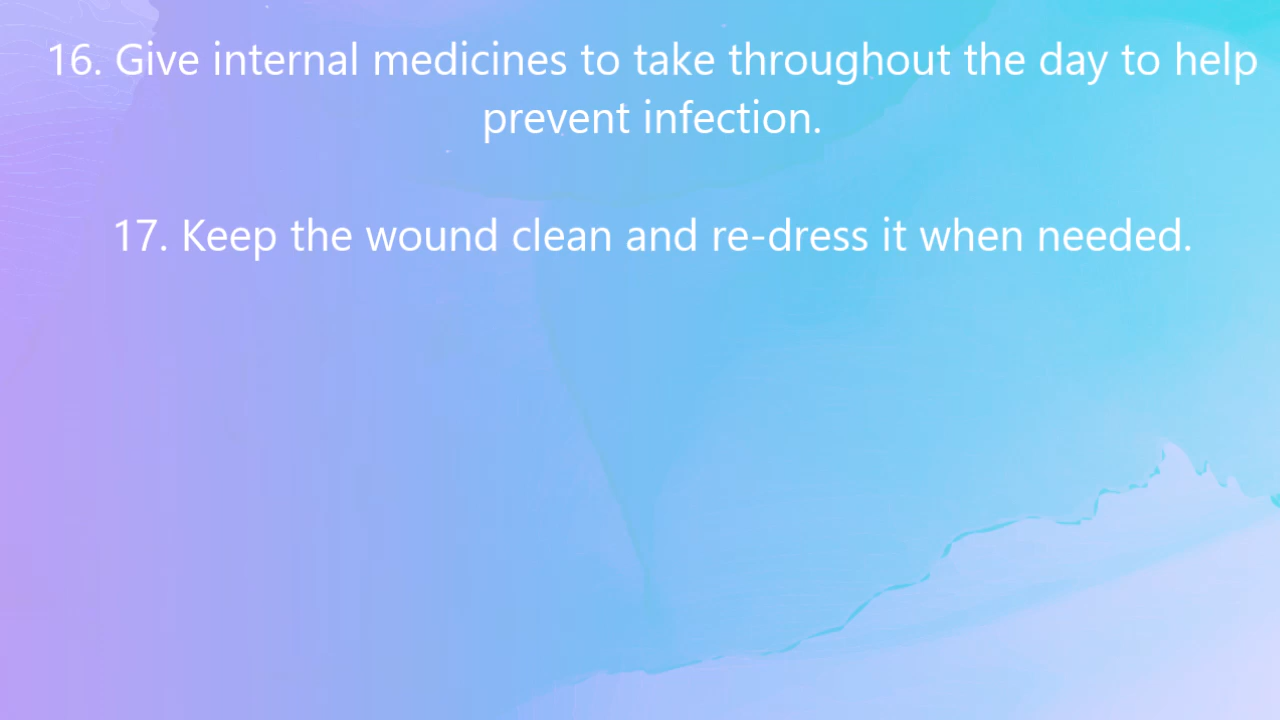 16. Give internal medicines to take throughout the day to help
prevent infection.
17. Keep the wound clean and re-dress it when needed.